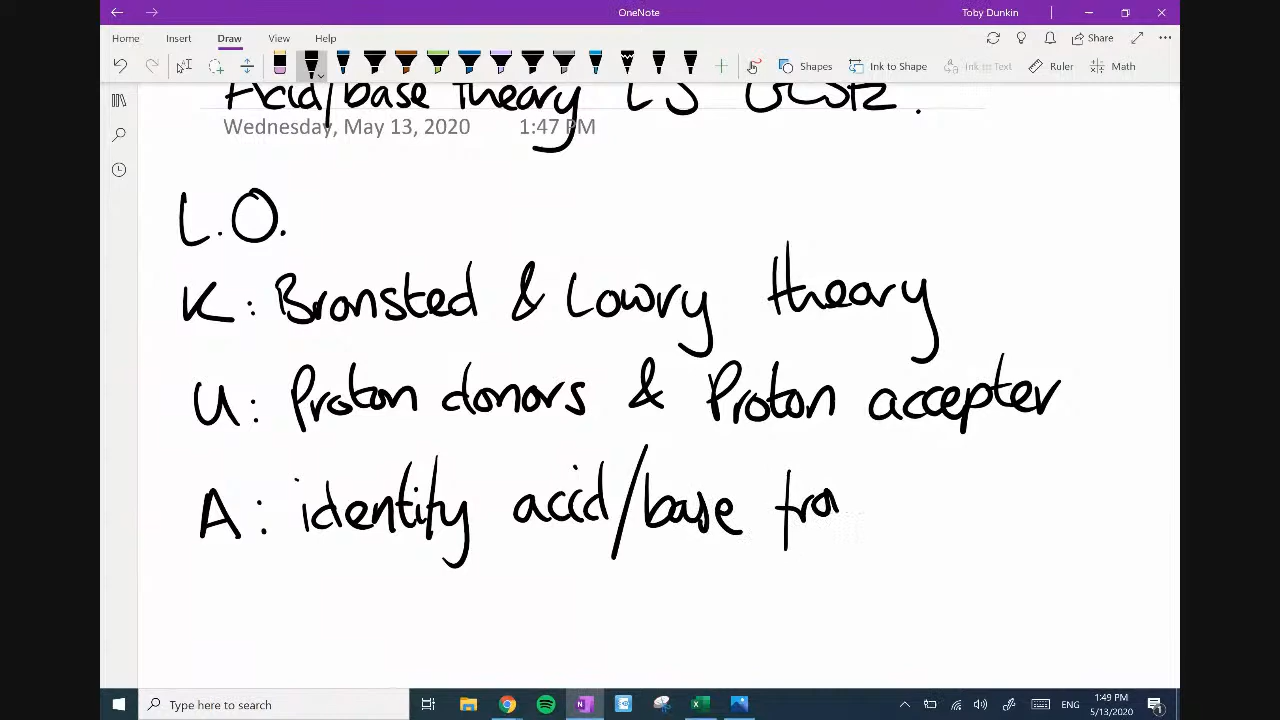 OneNote
Toby Dunkin
Home Insert Draw View Help
Share
Shapes Ink to Shape Ink to Text Ruler Math
Acid/base theory
Wednesday, May 13, 2020 1:47 PM
L.O.
K: Bronsted & Lowry theory
U: Proton donors & Proton accepter
A: identify acid/base fro
Type here to search
ENG
1:49 PM
5/13/2020
1